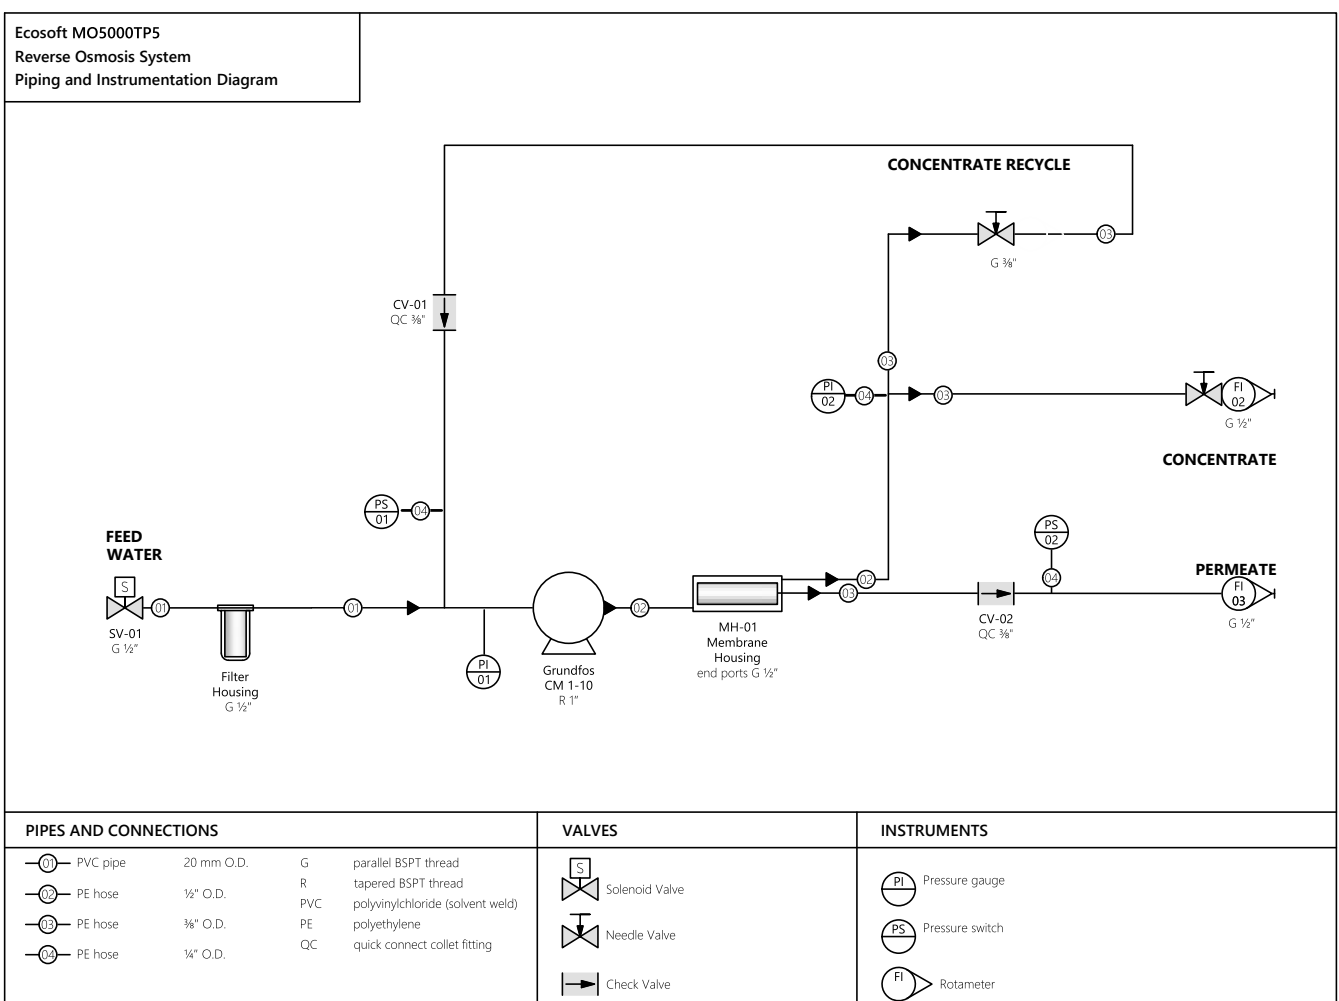 Ecosoft MO5000TP5
Reverse Osmosis System
Piping and Instrumentation Diagram
CONCENTRATE RECYCLE
03
G ⅜"
CV-01
QC ⅜"
03
PI
02
04
03
FI
02
G ½"
CONCENTRATE
PS
01
04
FEED
WATER
S
01
SV-01
G ½"
Filter
Housing
G ½"
01
PI
01
Grundfos
CM 1-10
R 1"
02
MH-01
Membrane
Housing
end ports G ½"
02
03
CV-02
QC ⅜"
PS
02
04
PERMEATE
FI
03
G ½"
PIPES AND CONNECTIONS
01 PVC pipe 20 mm O.D.
02 PE hose ½" O.D.
03 PE hose ⅜" O.D.
04 PE hose ¼" O.D.
G parallel BSPT thread
R tapered BSPT thread
PVC polyvinylchloride (solvent weld)
PE polyethylene
QC quick connect collet fitting
VALVES
S
Solenoid Valve
Needle Valve
Check Valve
INSTRUMENTS
PI Pressure gauge
PS Pressure switch
FI Rotameter